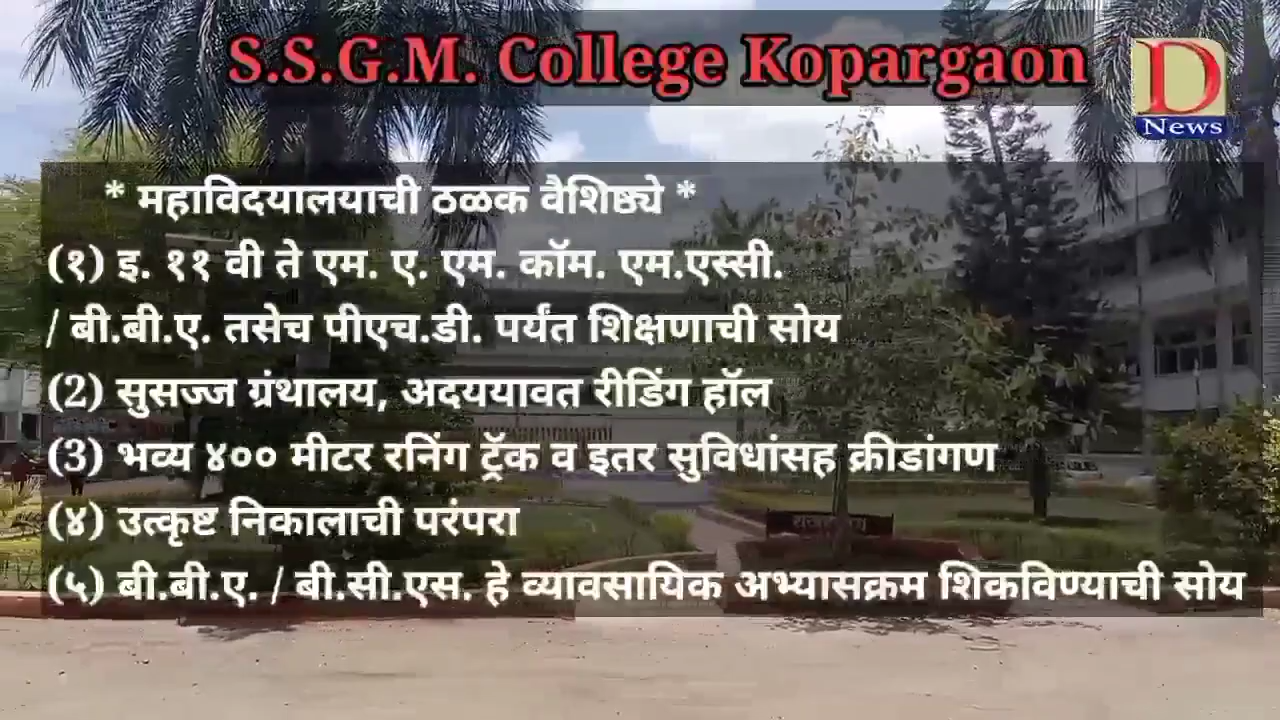 S.S.G.M. College Kopargaon
D
News
* महाविदयालयाची ठळक वैशिष्ठ्ये *
(१) इ. ११ वी ते एम. ए. एम. कॉम. एम.एस्सी.
/ बी.बी.ए. तसेच पीएच.डी. पर्यंत शिक्षणाची सोय
(2) सुसज्ज ग्रंथालय, अदययावत रीडिंग हॉल
(3) भव्य ४०० मीटर रनिंग ट्रॅक व इतर सुविधांसह क्रीडांगण
(४) उत्कृष्ट निकालाची परंपरा
(५) बी.बी.ए. / बी.सी.एस. हे व्यावसायिक अभ्यासक्रम शिकविण्याची सोय